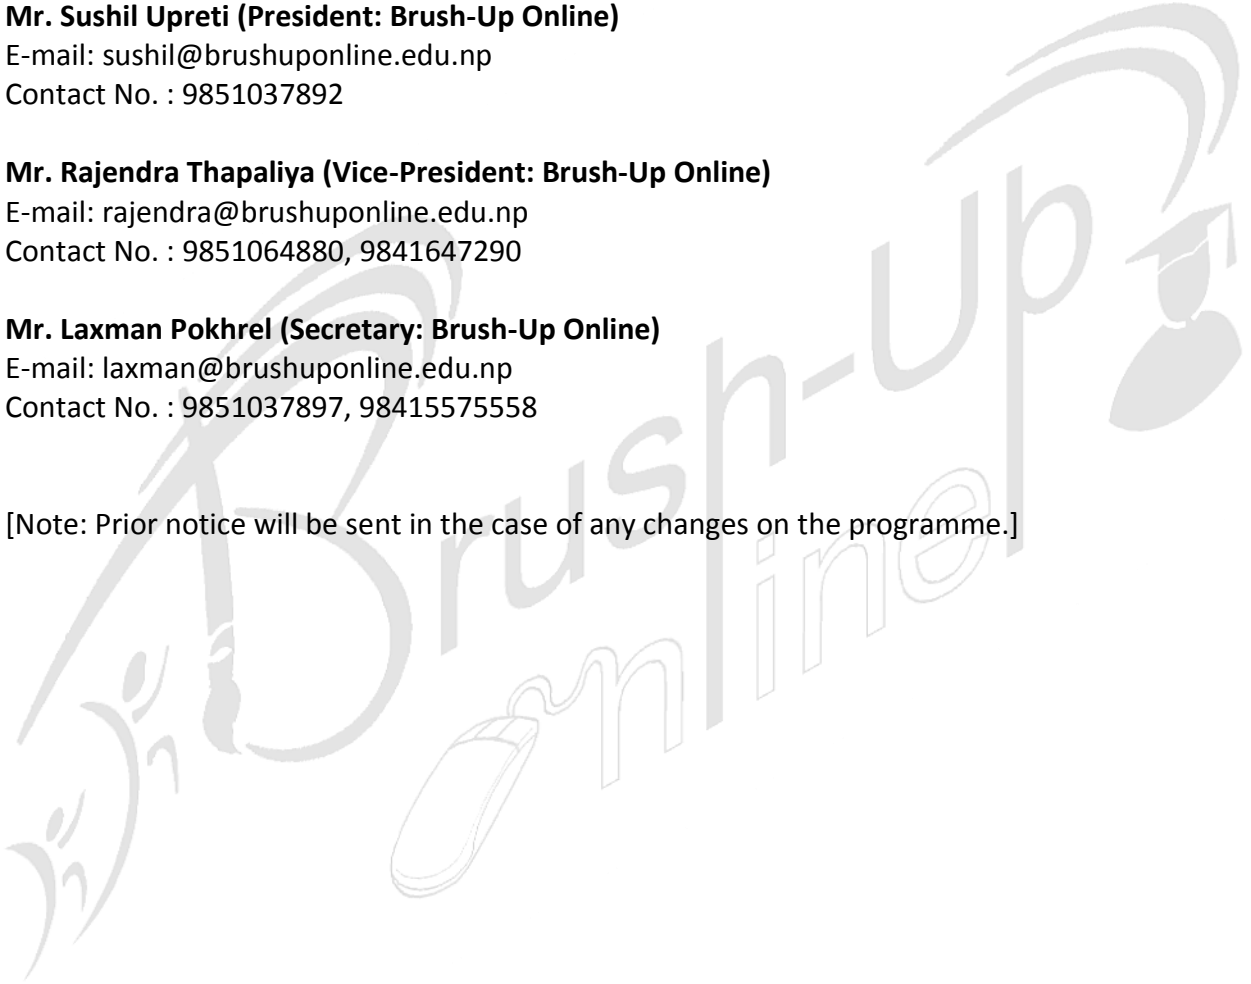 Mr. Sushil Upreti (President: Brush-Up Online)
E-mail: sushil@brushuponline.edu.np
Contact No. : 9851037892
Mr. Rajendra Thapaliya (Vice-President: Brush-Up Online)
E-mail: rajendra@brushuponline.edu.np
Contact No. : 9851064880, 9841647290
Mr. Laxman Pokhrel (Secretary: Brush-Up Online)
E-mail: laxman@brushuponline.edu.np
Contact No. : 9851037897, 98415575558
[Note: Prior notice will be sent in the case of any changes on the programme.]
Brush-Up
online